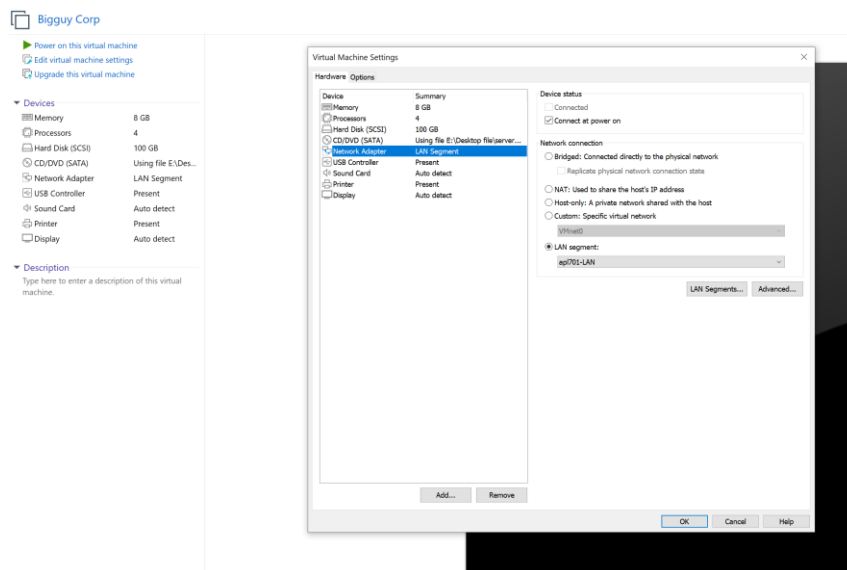 Bigguy Corp
Power on this virtual machine
Edit virtual machine settings
Upgrade this virtual machine
Devices
Memory 8 GB
Processors 4
Hard Disk (SCSI) 100 GB
CD/DVD (SATA) Using file E:\Des...
Network Adapter LAN Segment
USB Controller Present
Sound Card Auto detect
Printer Present
Display Auto detect
Description
Type here to enter a description of this virtual
machine.
Virtual Machine Settings
Hardware Options
Device Summary
Memory 8 GB
Processors 4
Hard Disk (SCSI) 100 GB
CD/DVD (SATA) Using file E:\Desktop file\server...
Network Adapter LAN Segment
USB Controller Present
Sound Card Auto detect
Printer Present
Display Auto detect
Add... Remove
Device status
Connected
Connect at power on
Network connection
Bridged: Connected directly to the physical network
Replicate physical network connection state
NAT: Used to share the host's IP address
Host-only: A private network shared with the host
Custom: Specific virtual network
VMnet0
LAN segment:
apl701-LAN
LAN Segments... Advanced...
OK Cancel Help